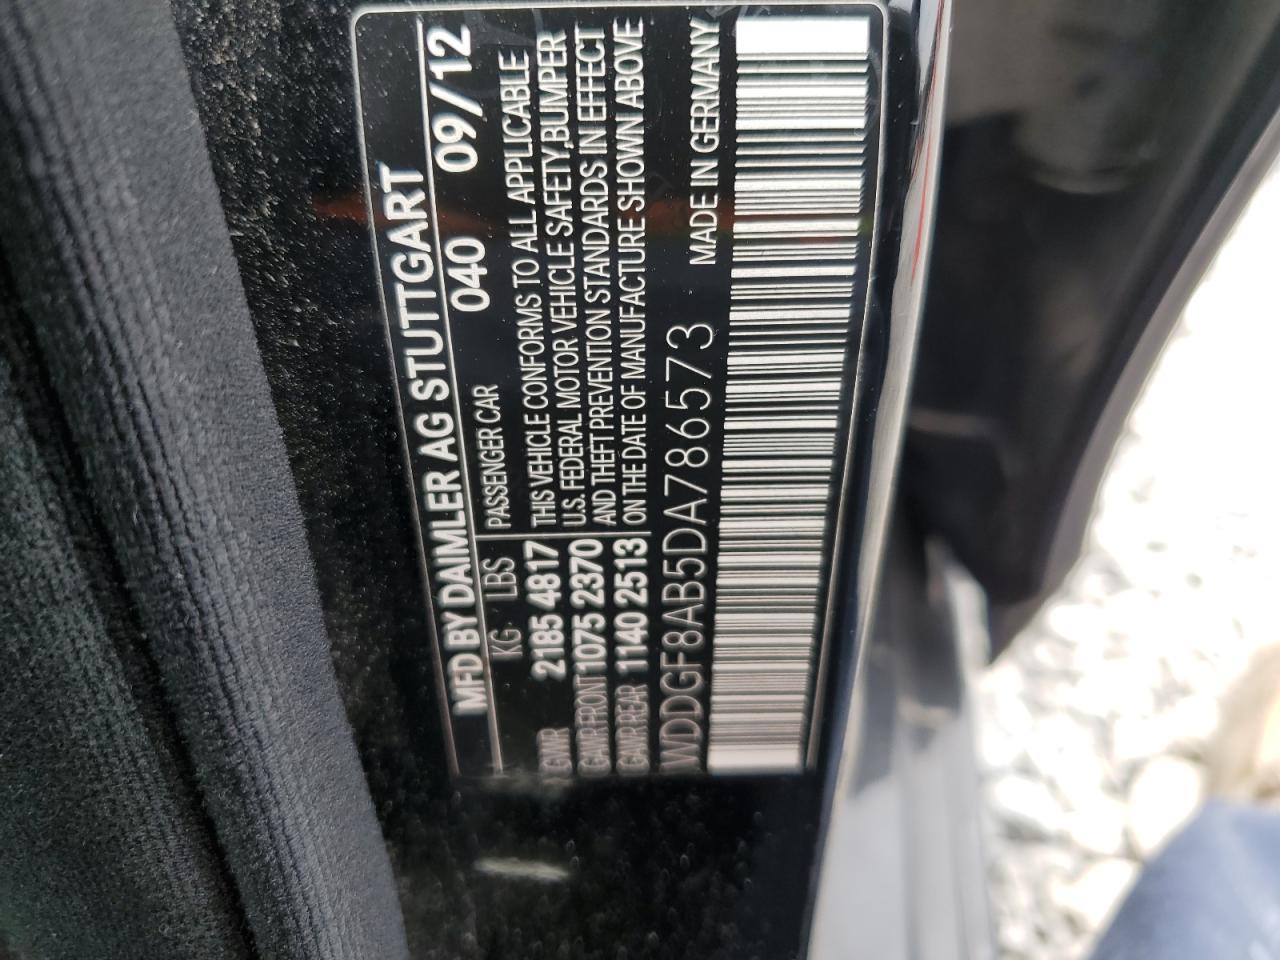 MFD BY DAIMLER AG STUTTGART
KG LBS PASSENGER CAR 040 09/12
GVWR 2185 4817 THIS VEHICLE CONFORMS TO ALL APPLICABLE
GAWR FRONT 1075 2370 U.S. FEDERAL MOTOR VEHICLE SAFETY,BUMPER
GAWR REAR 1140 2513 AND THEFT PREVENTION STANDARDS IN EFFECT
ON THE DATE OF MANUFACTURE SHOWN ABOVE
WDDGF8AB5DA786573 MADE IN GERMANY